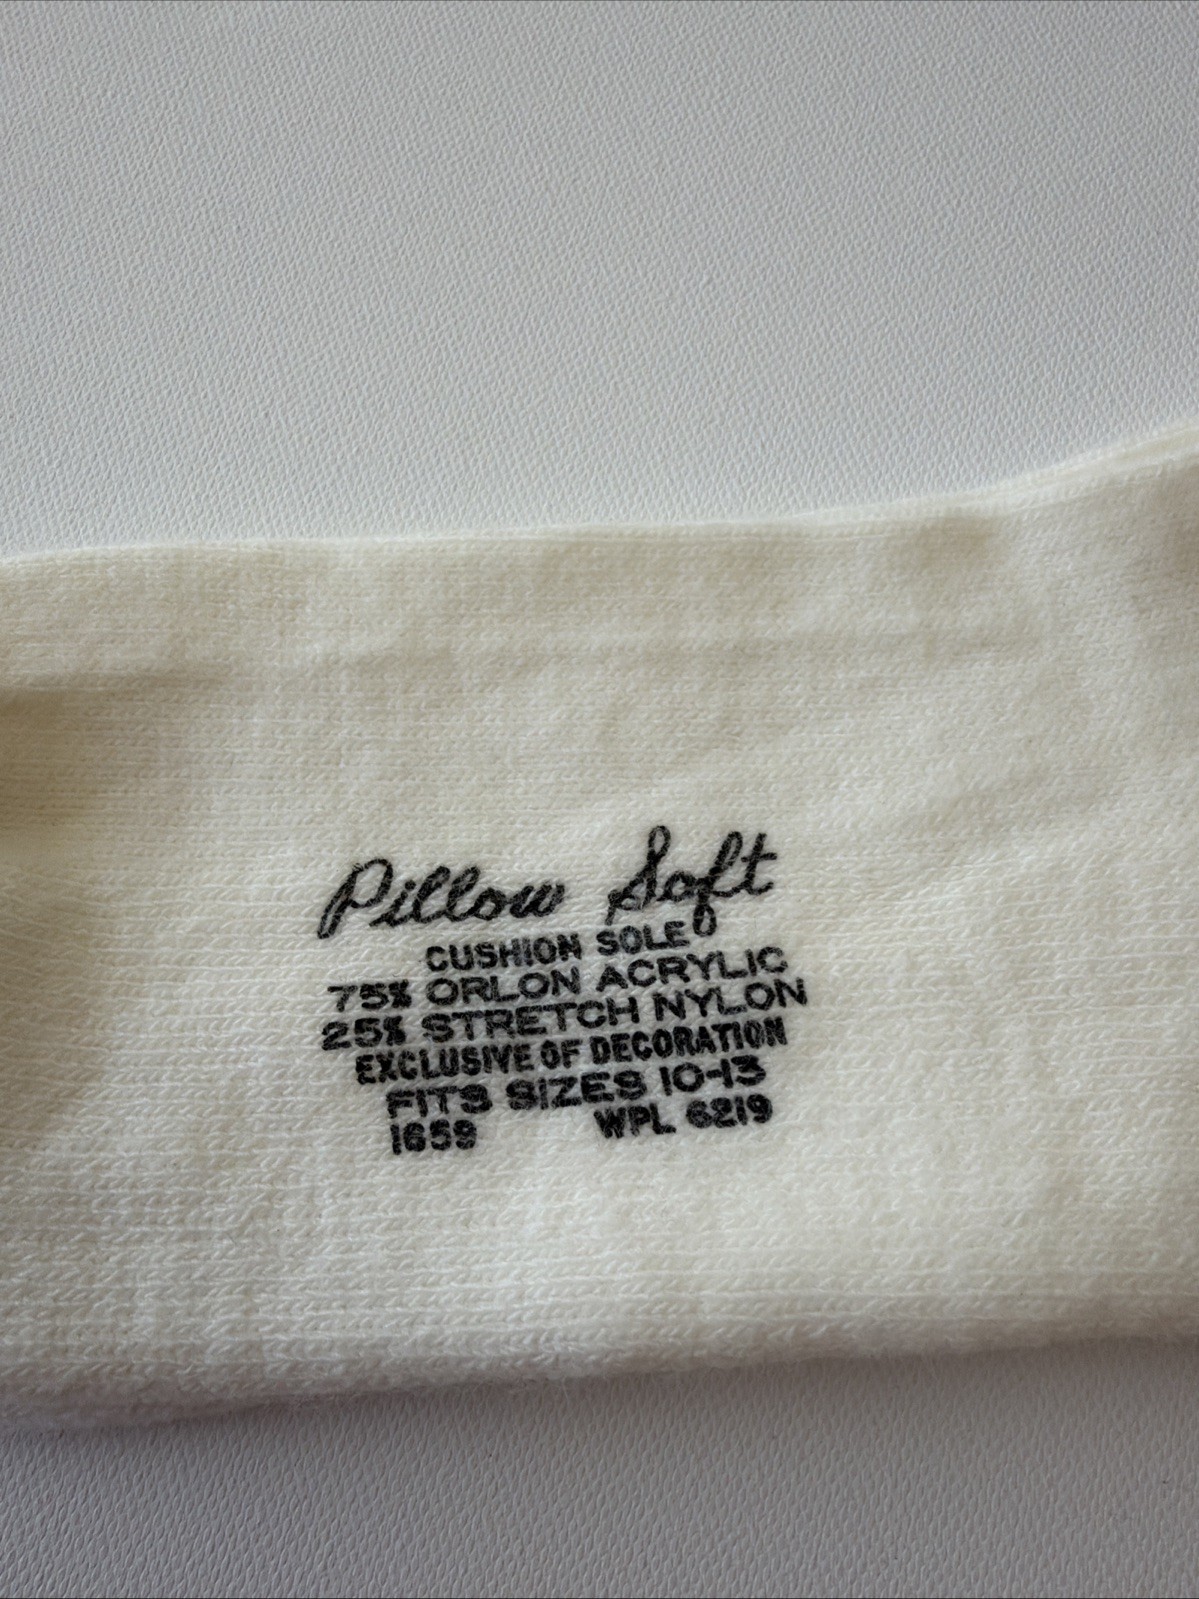 Pillow Soft
CUSHION SOLE
75% ORLON ACRYLIC
25% STRETCH NYLON
EXCLUSIVE OF DECORATION
FITS SIZES 10-13
1659 WPL 6219